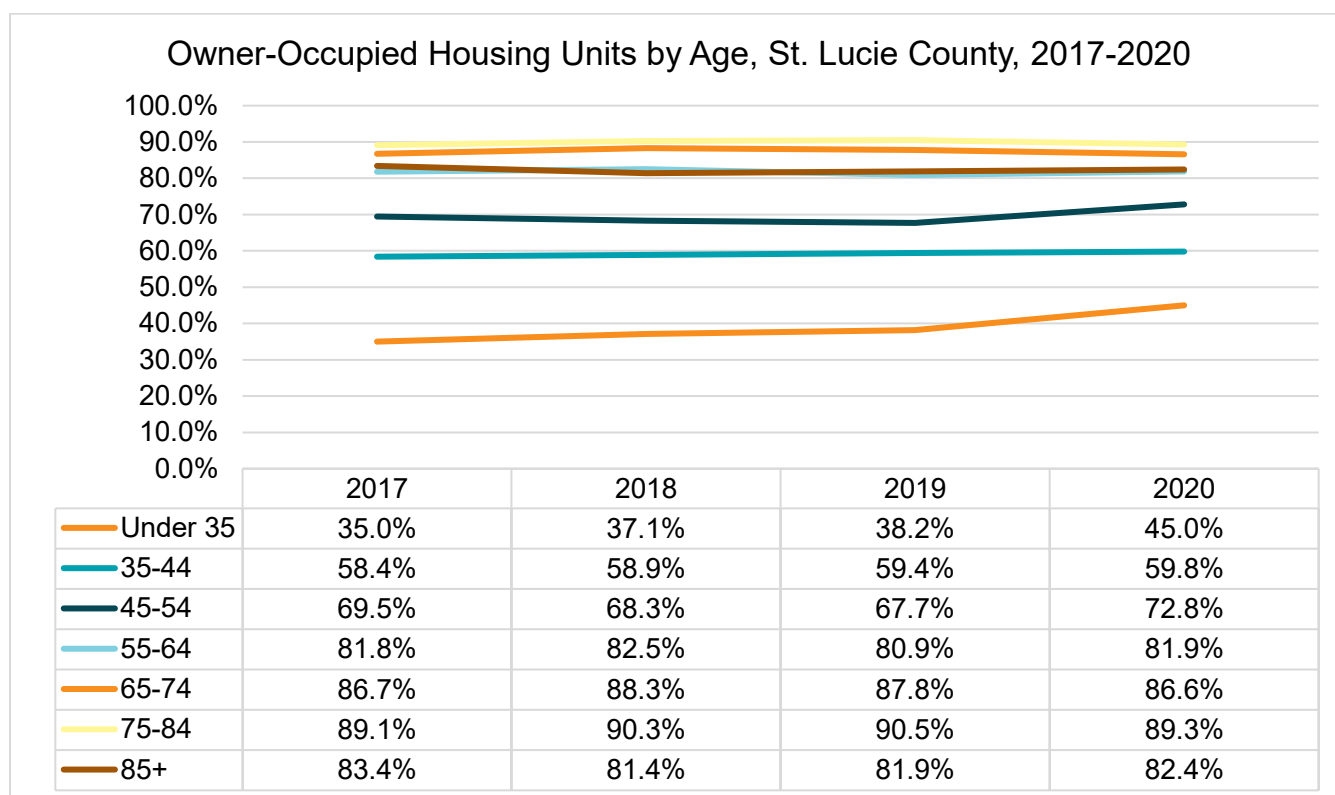 Owner-Occupied Housing Units by Age, St. Lucie County, 2017-2020
100.0%
90.0%
80.0%
70.0%
60.0%
50.0%
40.0%
30.0%
20.0%
10.0%
0.0%
2017 2018 2019 2020
Under 35 35.0% 37.1% 38.2% 45.0%
35-44 58.4% 58.9% 59.4% 59.8%
45-54 69.5% 68.3% 67.7% 72.8%
55-64 81.8% 82.5% 80.9% 81.9%
65-74 86.7% 88.3% 87.8% 86.6%
75-84 89.1% 90.3% 90.5% 89.3%
85+ 83.4% 81.4% 81.9% 82.4%